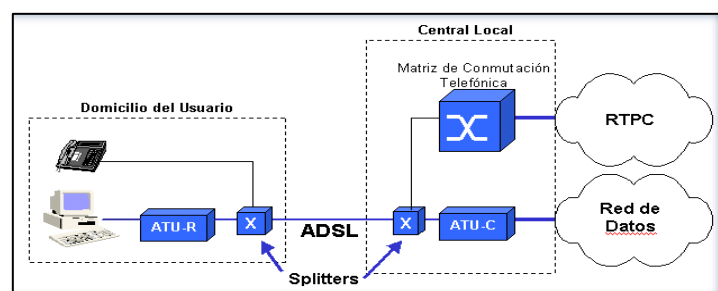 Central Local
Matriz de Conmutación
Telefónica
Domicilio del Usuario
RTPC
ATU-R
X
ADSL
X
ATU-C
Red de
Datos
Splitters